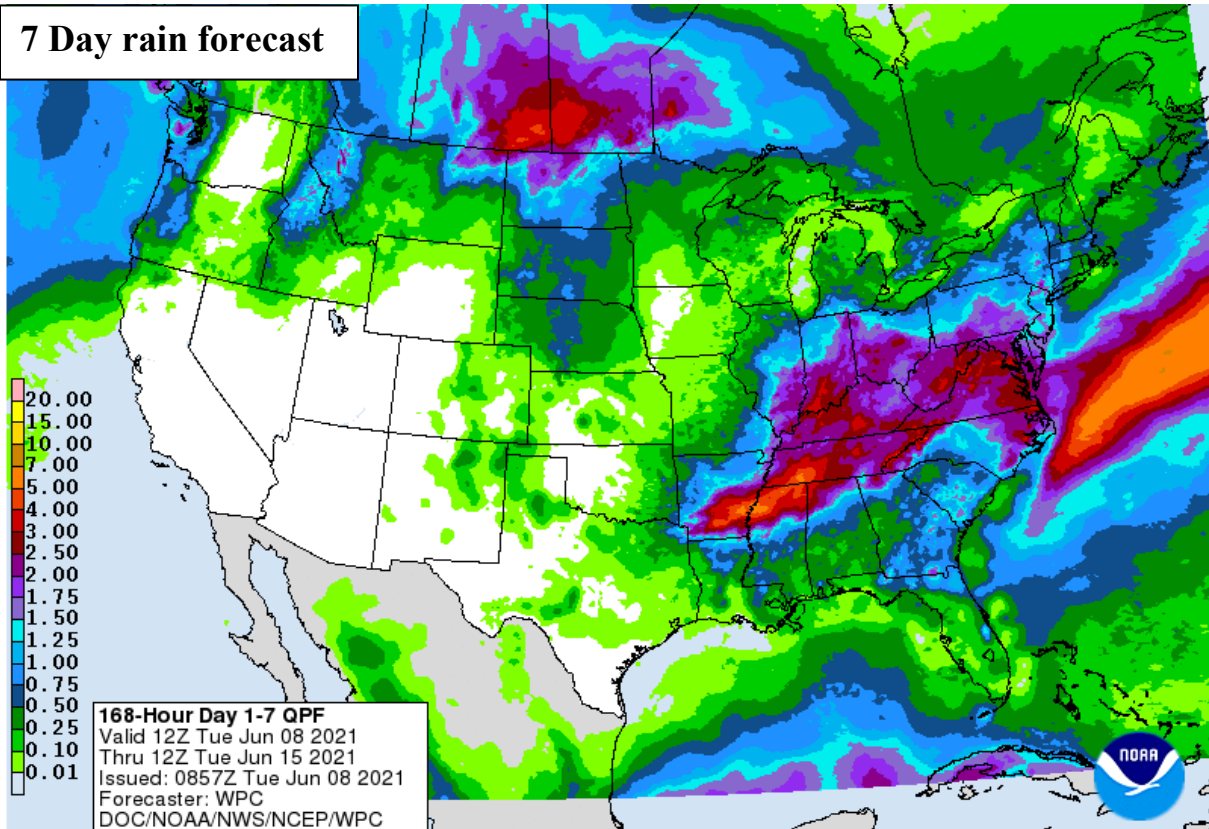 7 Day rain forecast
20.00
15.00
10.00
7.00
5.00
4.00
3.00
2.50
2.00
1.75
1.50
1.25
1.00
0.75
0.50
0.25
0.10
0.01
168-Hour Day 1-7 QPF
Valid 12Z Tue Jun 08 2021
Thru 12Z Tue Jun 15 2021
Issued: 0857Z Tue Jun 08 2021
Forecaster: WPC
DOC/NOAA/NWS/NCEP/WPC
NOAA